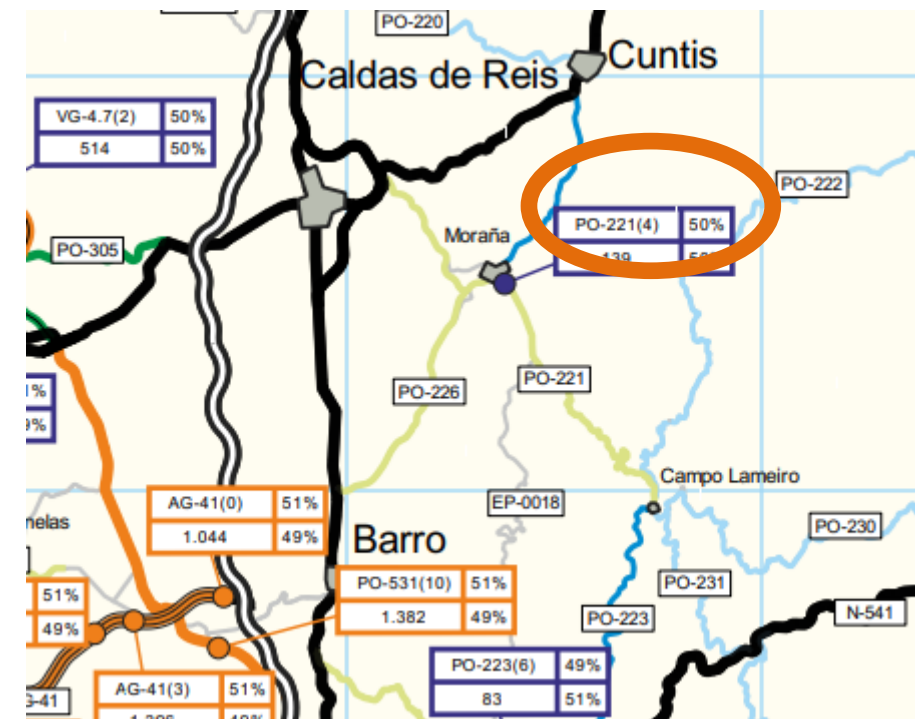 PO-220
Cuntis
Caldas de Reis
VG-4.7(2) 50%
514 50%
PO-222
PO-221(4) 50%
139
Moraña
PO-305
PO-226
PO-221
Campo Lameiro
AG-41(0) 51%
1.044 49%
EP-0018
PO-230
Barro
PO-531(10) 51%
1.382 49%
51%
49%
PO-231
PO-223
N-541
PO-223(6) 49%
83 51%
AG-41(3) 51%